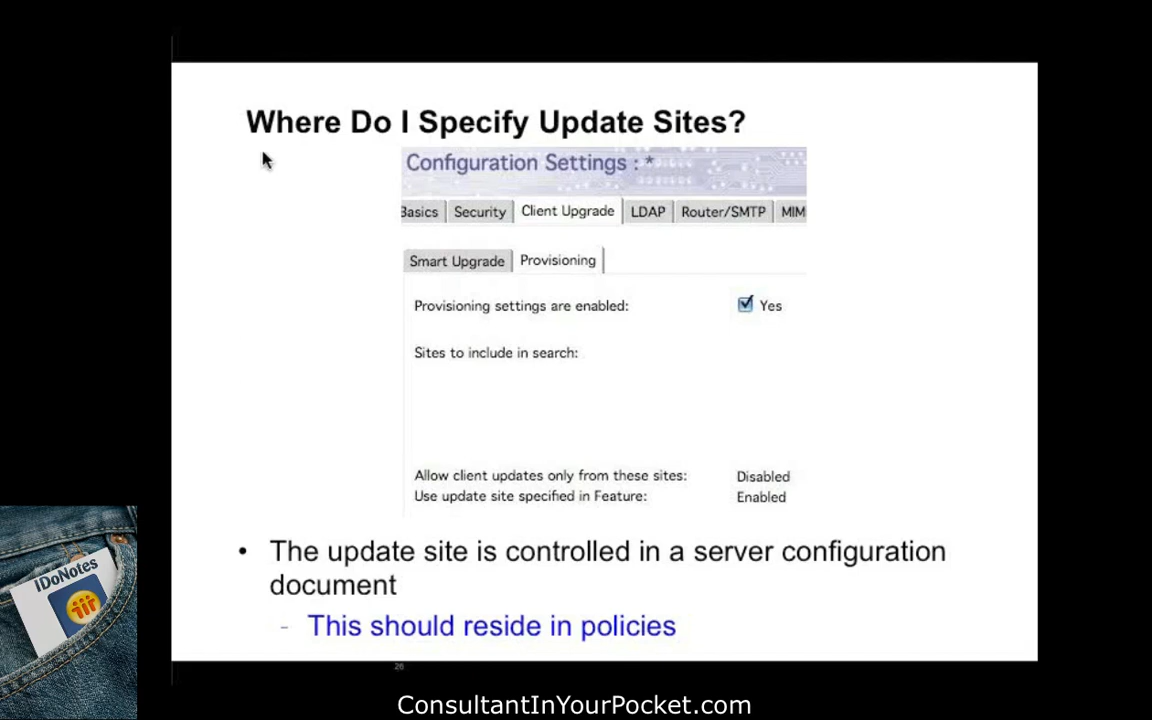 Where Do I Specify Update Sites?
Configuration Settings : *
Basics Security Client Upgrade LDAP Router/SMTP MIM
Smart Upgrade Provisioning
Provisioning settings are enabled: Yes
Sites to include in search:
Allow client updates only from these sites: Disabled
Use update site specified in Feature: Enabled
• The update site is controlled in a server configuration
document
- This should reside in policies
26
IDoNotes
ConsultantInYourPocket.com